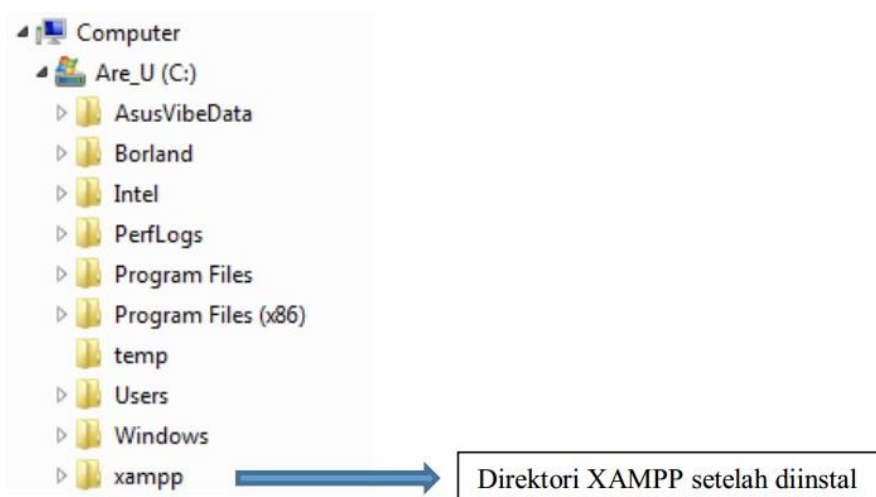 Computer
Are_U (C:)
AsusVibeData
Borland
Intel
PerfLogs
Program Files
Program Files (x86)
temp
Users
Windows
xampp
Direktori XAMPP setelah diinstal